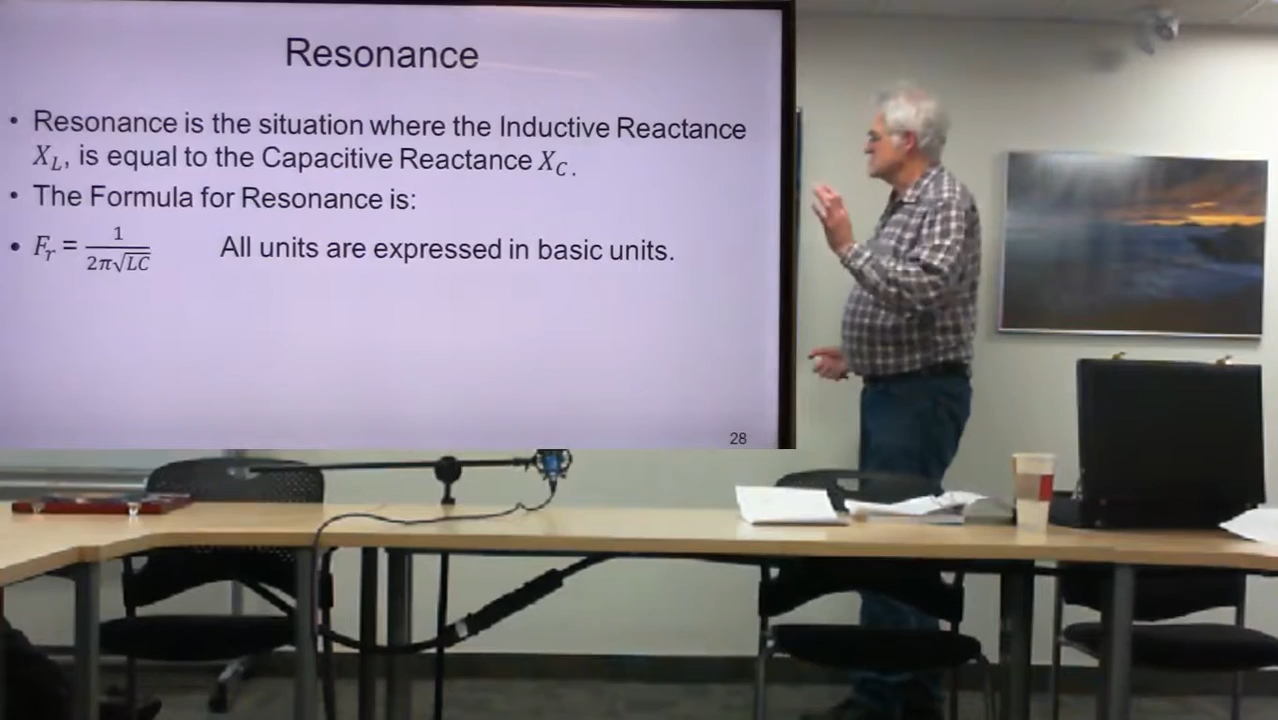 Resonance
• Resonance is the situation where the Inductive Reactance
X_L, is equal to the Capacitive Reactance X_C.
• The Formula for Resonance is:
• F_r = 1/(2π√LC) All units are expressed in basic units.
28